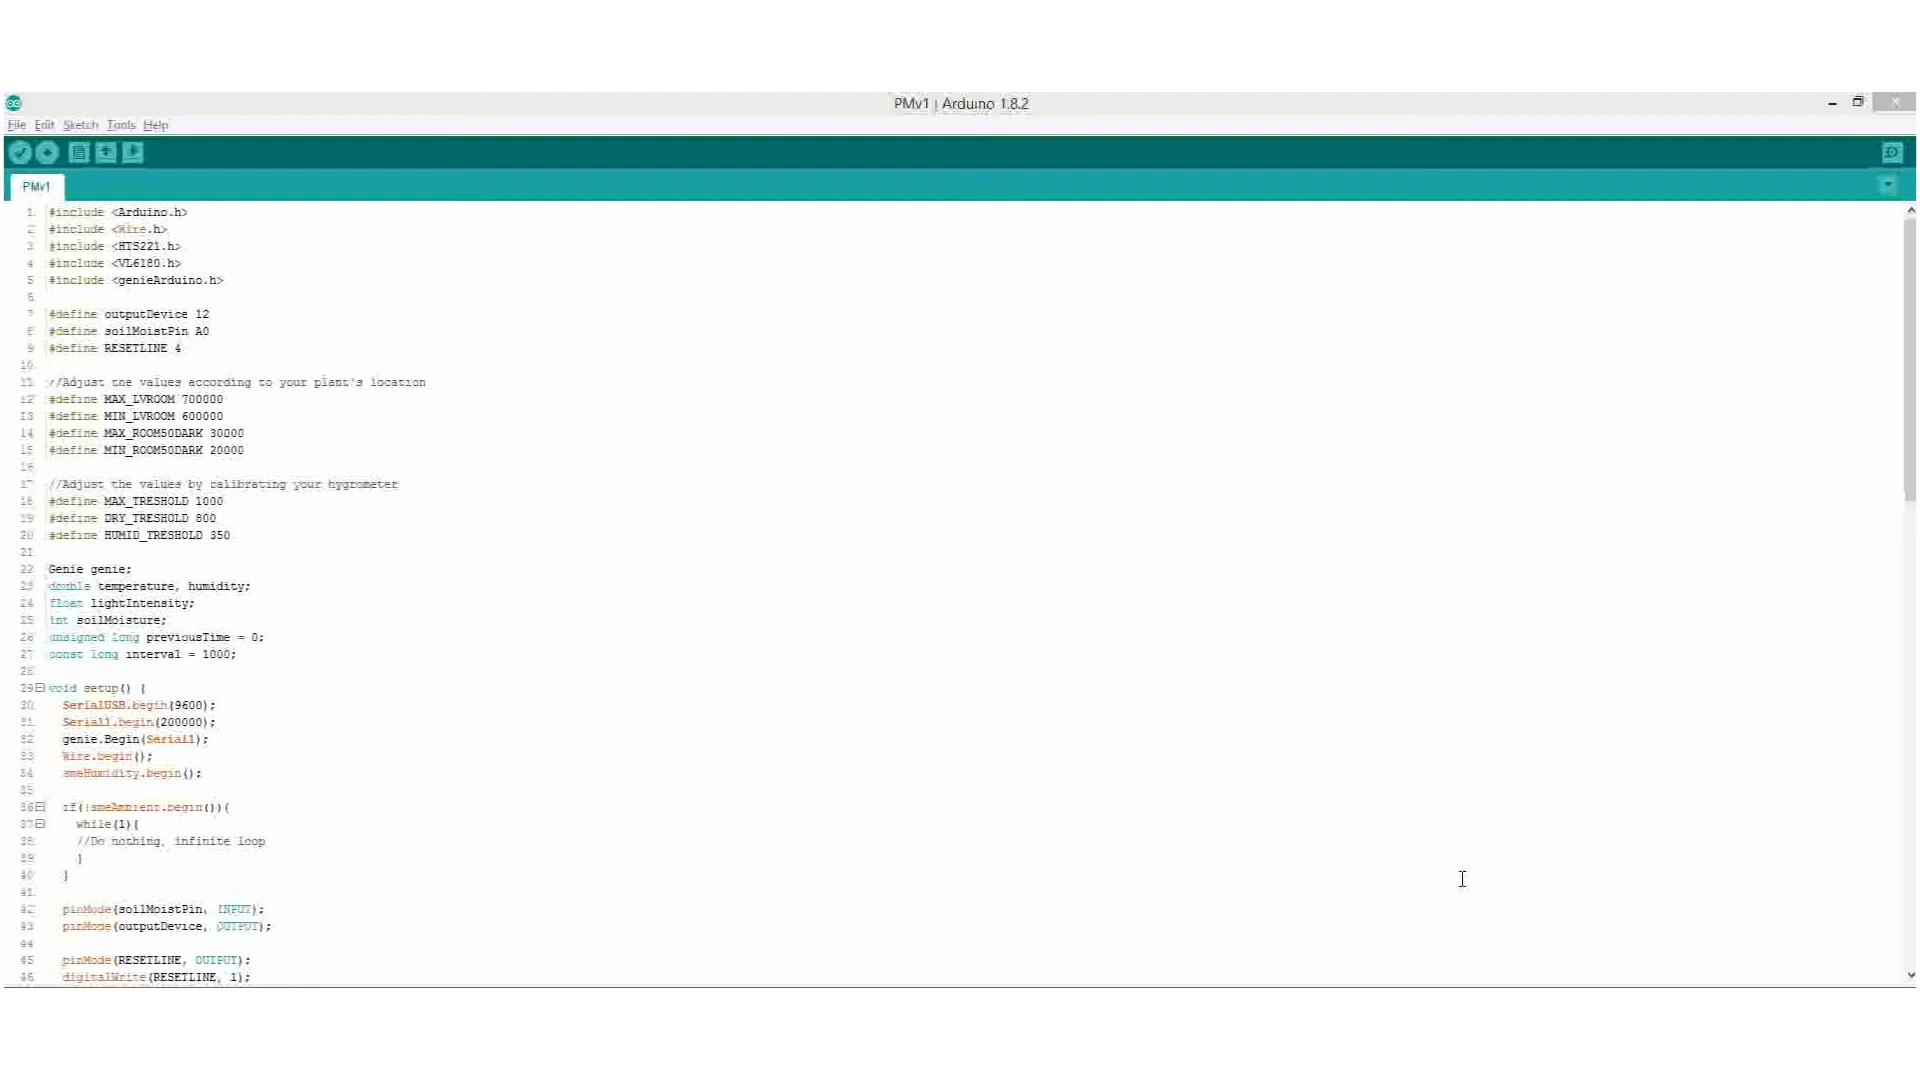 PMv1 | Arduino 1.8.2
File Edit Sketch Tools Help
PMv1
1 #include <Arduino.h>
2 #include <Wire.h>
3 #include <HTS221.h>
4 #include <VL6180.h>
5 #include <genieArduino.h>
6
7 #define outputDevice 12
8 #define soilMoistPin A0
9 #define RESETLINE 4
10
11 //Adjust the values according to your plant's location
12 #define MAX_LVROOM 700000
13 #define MIN_LVROOM 600000
14 #define MAX_ROOM50DARK 30000
15 #define MIN_ROOM50DARK 20000
16
17 //Adjust the values by calibrating your hygrometer
18 #define MAX_TRESHOLD 1000
19 #define DRY_TRESHOLD 800
20 #define HUMID_TRESHOLD 350
21
22 Genie genie;
23 double temperature, humidity;
24 float lightIntensity;
25 int soilMoisture;
26 unsigned long previousTime = 0;
27 const long interval = 1000;
28
29 void setup() {
30 SerialUSB.begin(9600);
31 Serial1.begin(200000);
32 genie.Begin(Serial1);
33 Wire.begin();
34 smeHumidity.begin();
35
36 if(!smeAmbient.begin()){
37 while(1){
38 //Do nothing, infinite loop
39 }
40 }
41
42 pinMode(soilMoistPin, INPUT);
43 pinMode(outputDevice, OUTPUT);
44
45 pinMode(RESETLINE, OUTPUT);
46 digitalWrite(RESETLINE, 1);